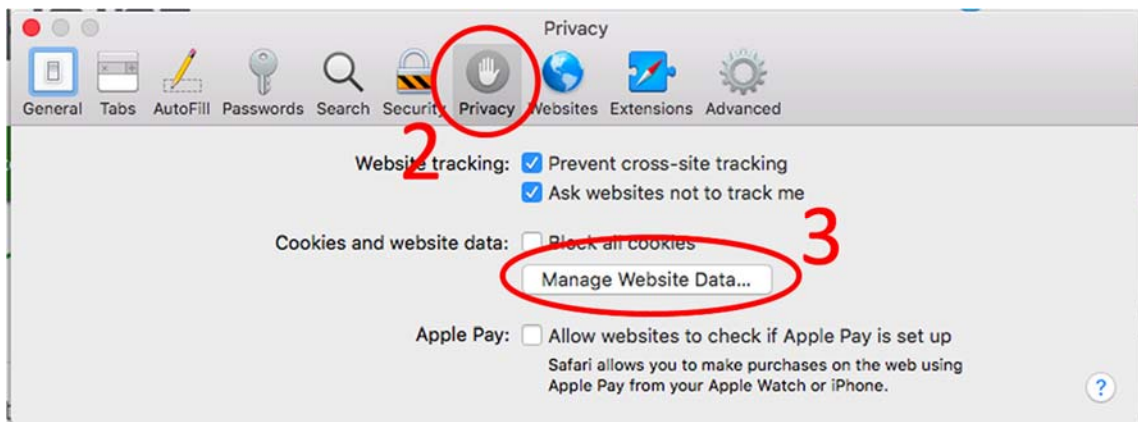 Privacy
General Tabs AutoFill Passwords Search Security Privacy Websites Extensions Advanced
2
Website tracking: Prevent cross-site tracking
Ask websites not to track me
3
Cookies and website data: Block all cookies
Manage Website Data...
Apple Pay: Allow websites to check if Apple Pay is set up
Safari allows you to make purchases on the web using
Apple Pay from your Apple Watch or iPhone.
?